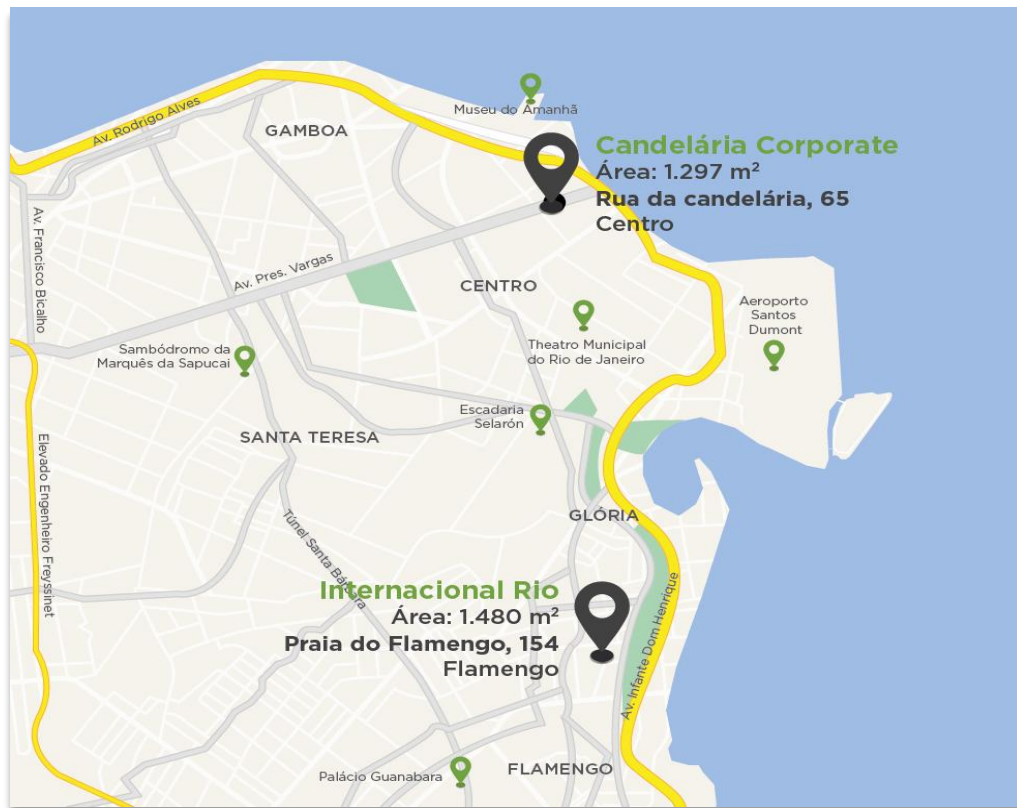 Museu do Amanhã
Av. Rodrigo Alves
GAMBOA
Candelária Corporate
Área: 1.297 m²
Rua da candelária, 65
Centro
Av. Francisco Bicalho
Av. Pres. Vargas
CENTRO
Aeroporto
Santos
Dumont
Theatro Municipal
do Rio de Janeiro
Sambódromo da
Marquês da Sapucai
Escadaria
Selarón
SANTA TERESA
Elevado Engenheiro Freyssinet
GLÓRIA
Túnel Santa Bárbara
Internacional Rio
Área: 1.480 m²
Praia do Flamengo, 154
Flamengo
Av. Infante Dom Henrique
Palácio Guanabara
FLAMENGO